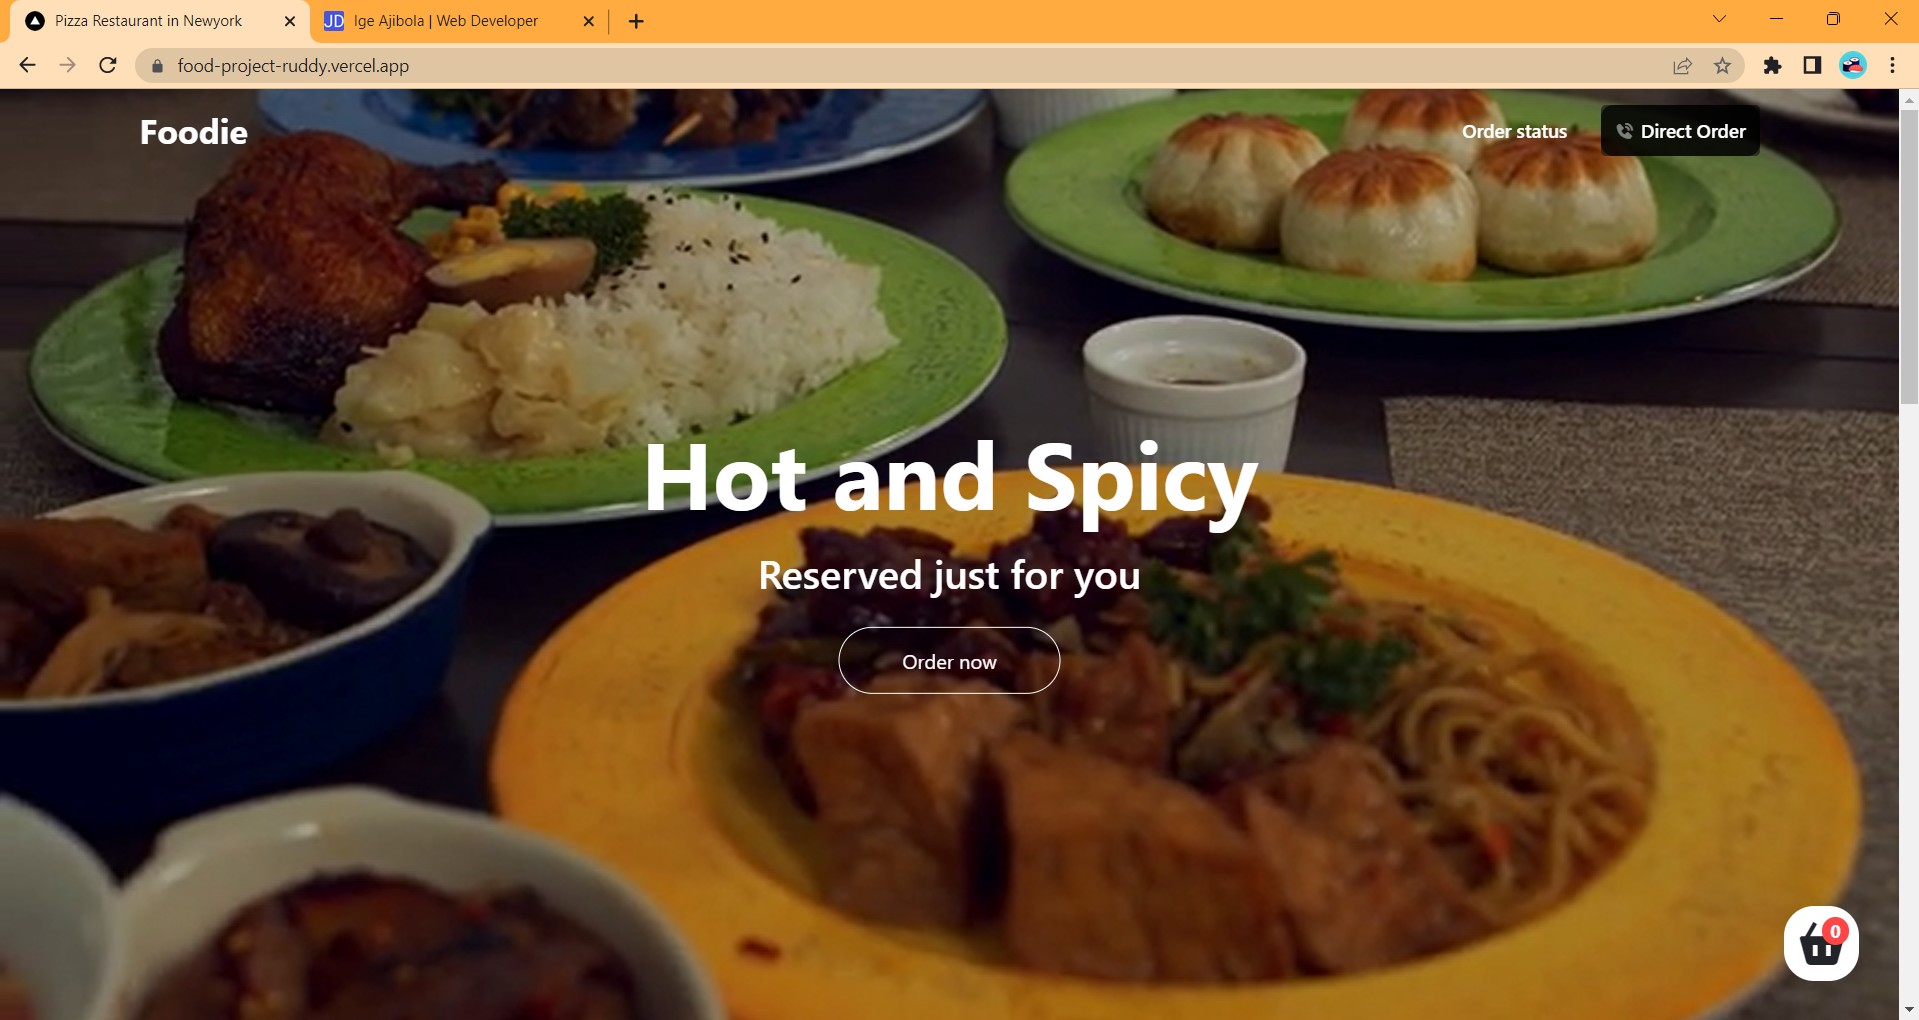 Pizza Restaurant in Newyork
JD Ige Ajibola | Web Developer
food-project-ruddy.vercel.app
Foodie
Order status
Direct Order
Hot and Spicy
Reserved just for you
Order now
0